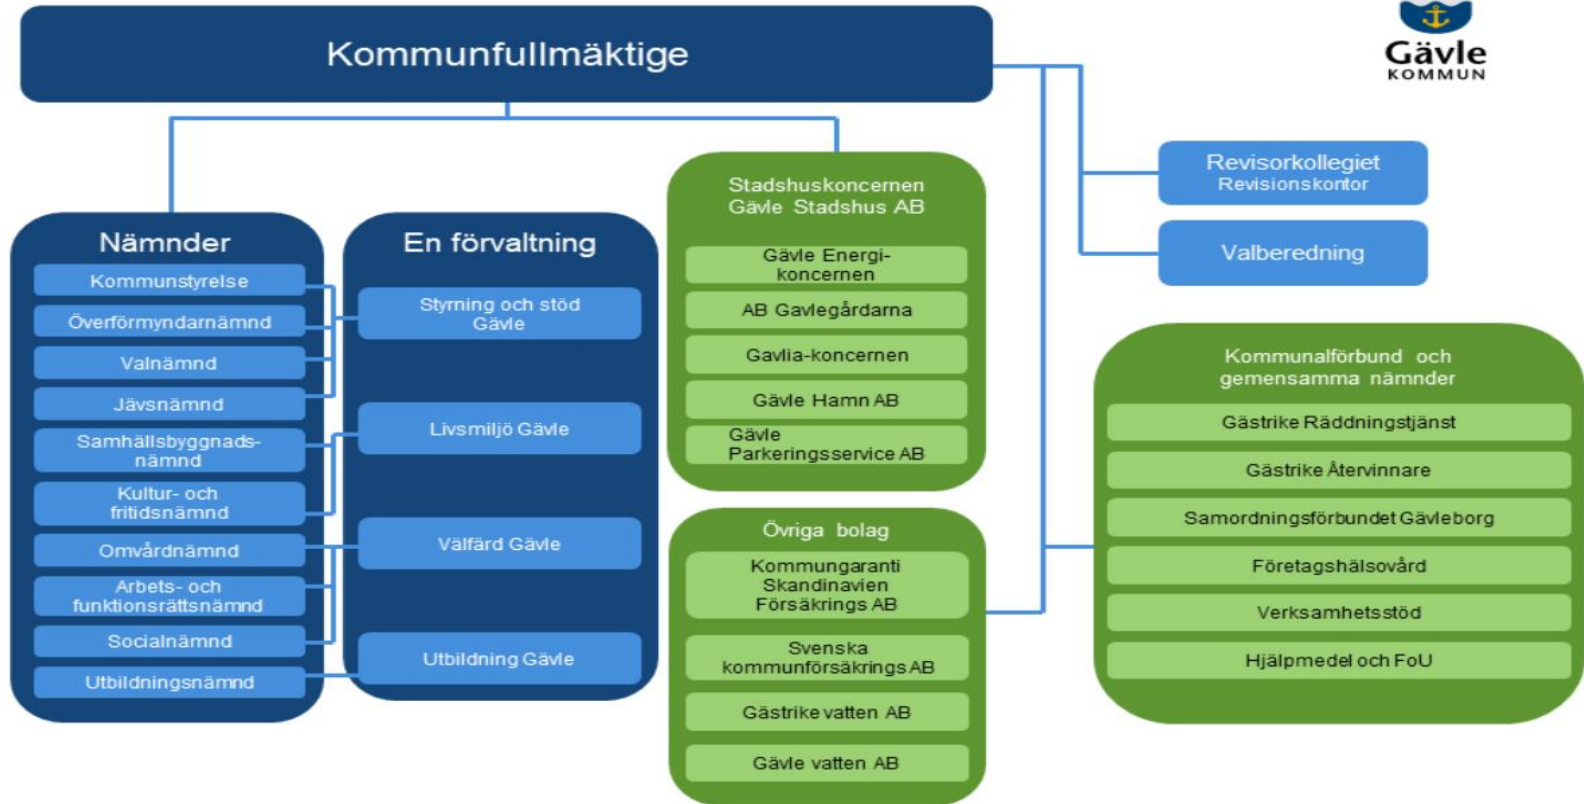 Kommunfullmäktige
Gävle
KOMMUN
Revisorkollegiet
Revisionskontor
Valberedning
Nämnder
Kommunstyrelse
Överförmyndarnämnd
Valnämnd
Jävsnämnd
Samhällsbyggnads-
nämnd
Kultur- och
fritidsnämnd
Omvårdnämnd
Arbets- och
funktionsrättsnämnd
Socialnämnd
Utbildningsnämnd
En förvaltning
Styrning och stöd
Gävle
Livsmiljö Gävle
Välfärd Gävle
Utbildning Gävle
Stadshuskoncernen
Gävle Stadshus AB
Gävle Energi-
koncernen
AB Gavlegårdarna
Gavlia-koncernen
Gävle Hamn AB
Gävle
Parkeringsservice AB
Övriga bolag
Kommungaranti
Skandinavien
Försäkrings AB
Svenska
kommunförsäkrings AB
Gästrike vatten AB
Gävle vatten AB
Kommunalförbund och
gemensamma nämnder
Gästrike Räddningstjänst
Gästrike Återvinnare
Samordningsförbundet Gävleborg
Företagshälsovård
Verksamhetsstöd
Hjälpmedel och FoU